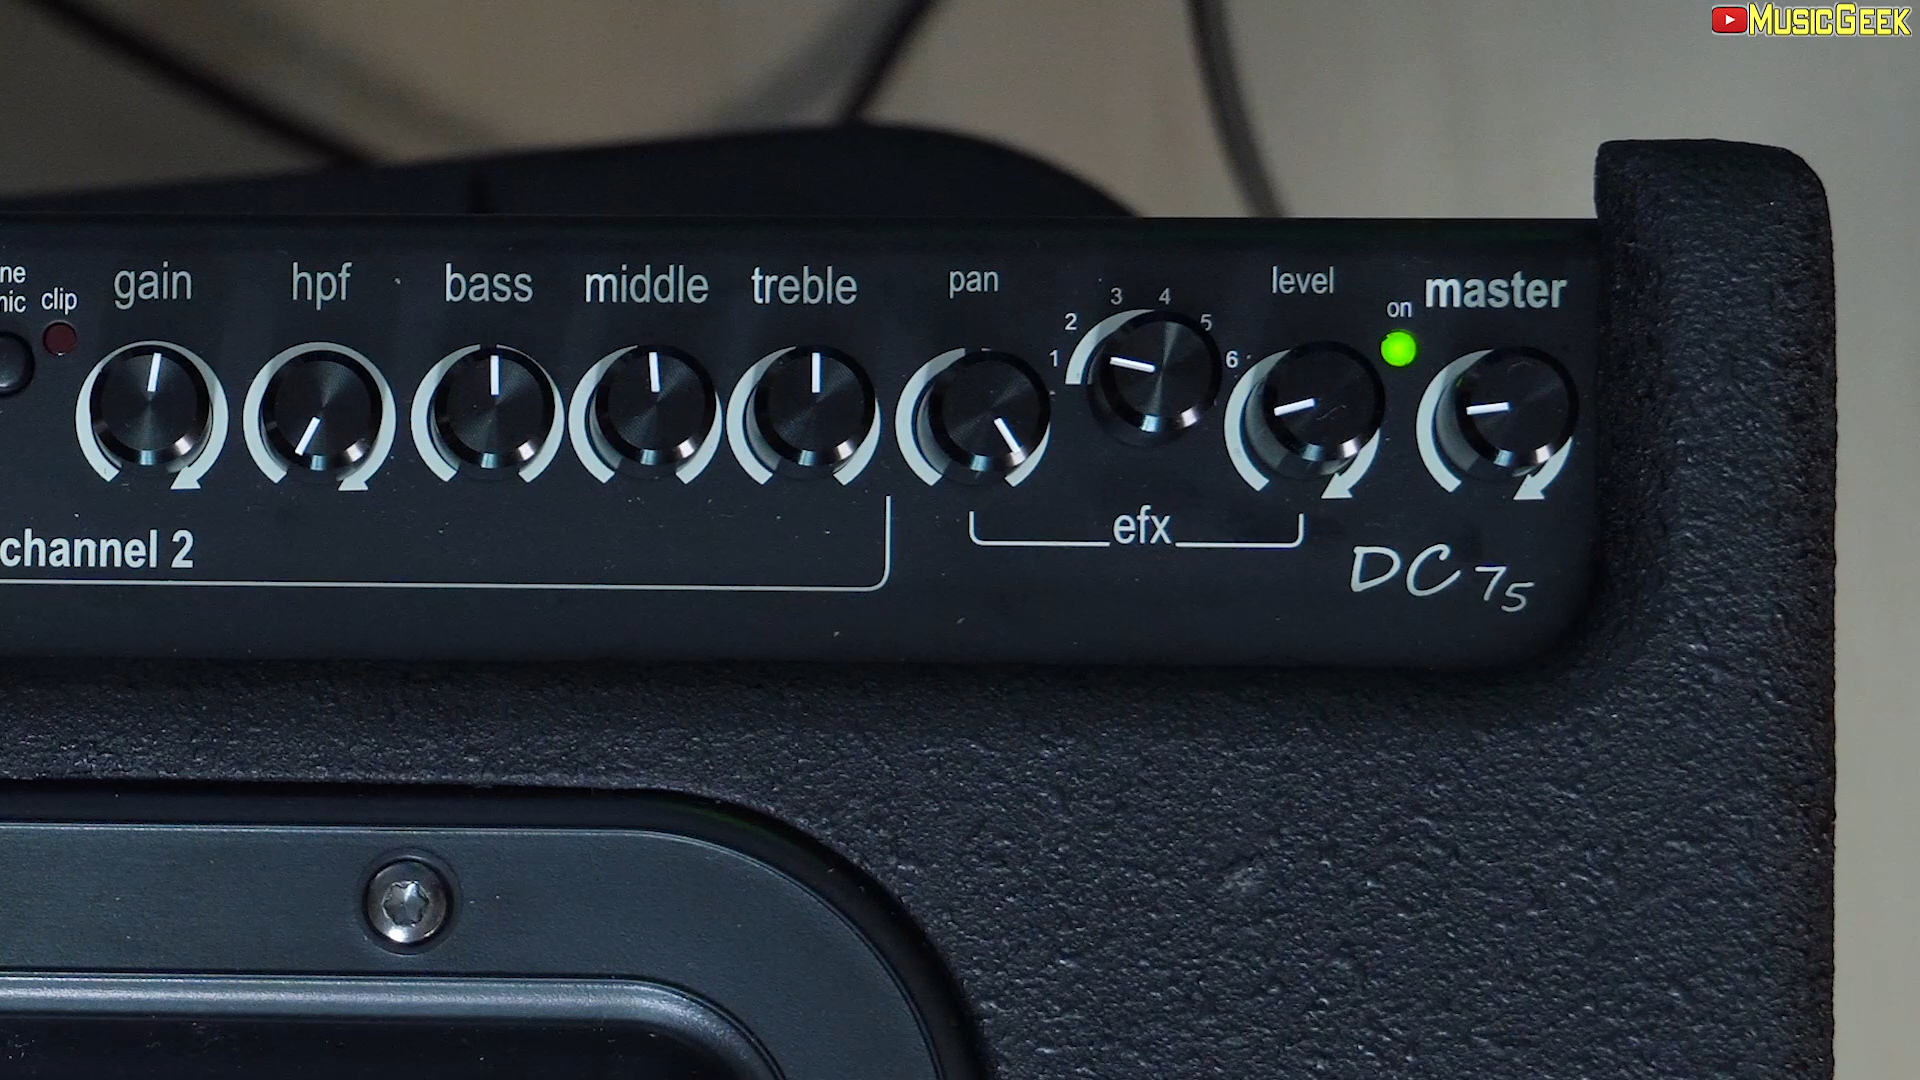 MusicGeek
ne
mic
clip
gain
hpf
bass
middle
treble
pan
1
2
3
4
5
6
level
on
master
channel 2
efx
DC 75